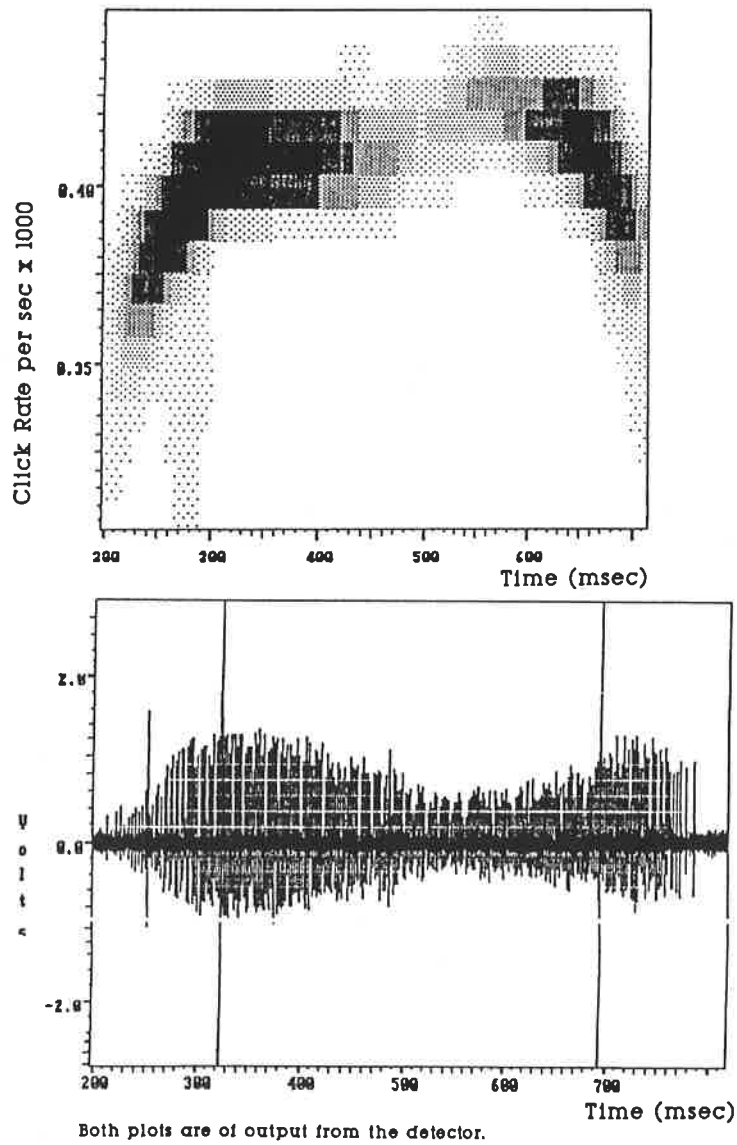 Click Rate per sec x 1000
0.40
0.35
200 300 400 500 600
Time (msec)
Volts
2.0
0.0
-2.0
200 300 400 500 600 700
Time (msec)
Both plots are of output from the detector.